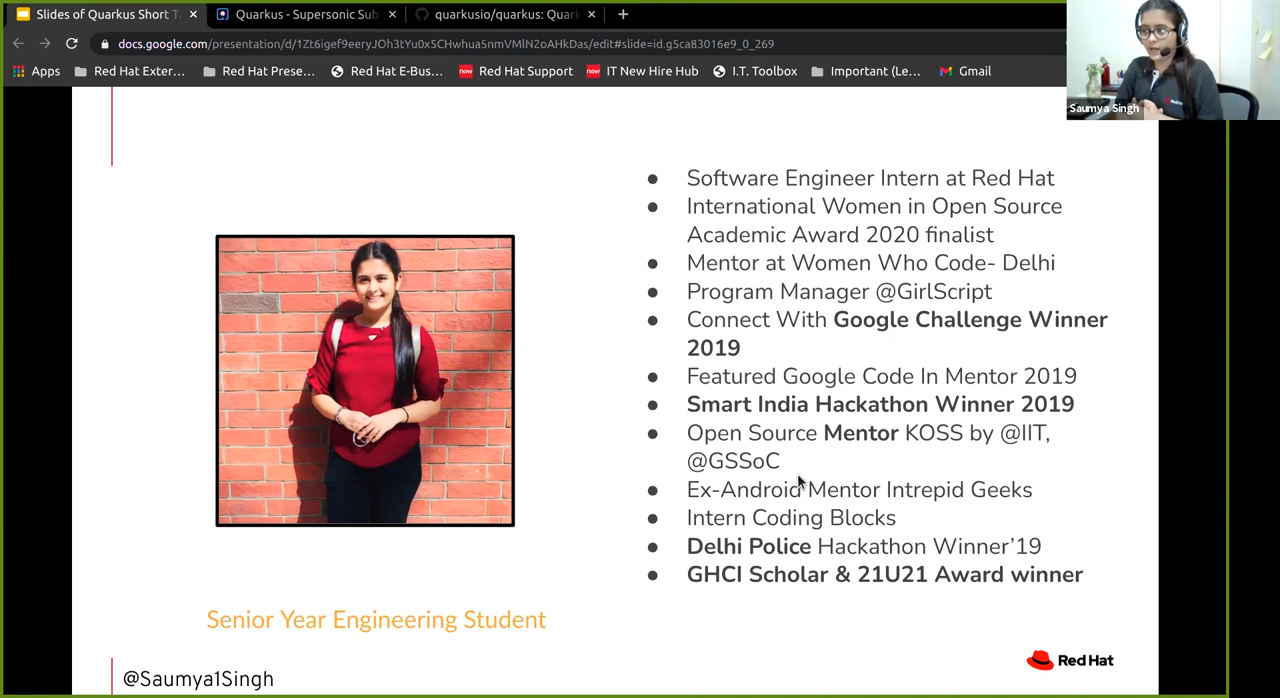 Slides of Quarkus Short T
Quarkus - Supersonic Sub
quarkusio/quarkus: Quar
docs.google.com/presentation/d/1Zt6igef9eeryJOh3tYu0x5CHwhua5nmVMlN2oAHkDas/edit#slide=id.g5ca83016e9_0_269
Apps
Red Hat Exter...
Red Hat Prese...
Red Hat E-Bus...
now Red Hat Support
now IT New Hire Hub
I.T. Toolbox
Important (Le...
Gmail
Saumya Singh
● Software Engineer Intern at Red Hat
● International Women in Open Source
Academic Award 2020 finalist
● Mentor at Women Who Code- Delhi
● Program Manager @GirlScript
● Connect With Google Challenge Winner
2019
● Featured Google Code In Mentor 2019
● Smart India Hackathon Winner 2019
● Open Source Mentor KOSS by @IIT,
@GSSoC
● Ex-Android Mentor Intrepid Geeks
● Intern Coding Blocks
● Delhi Police Hackathon Winner’19
● GHCI Scholar & 21U21 Award winner
Senior Year Engineering Student
@Saumya1Singh
Red Hat